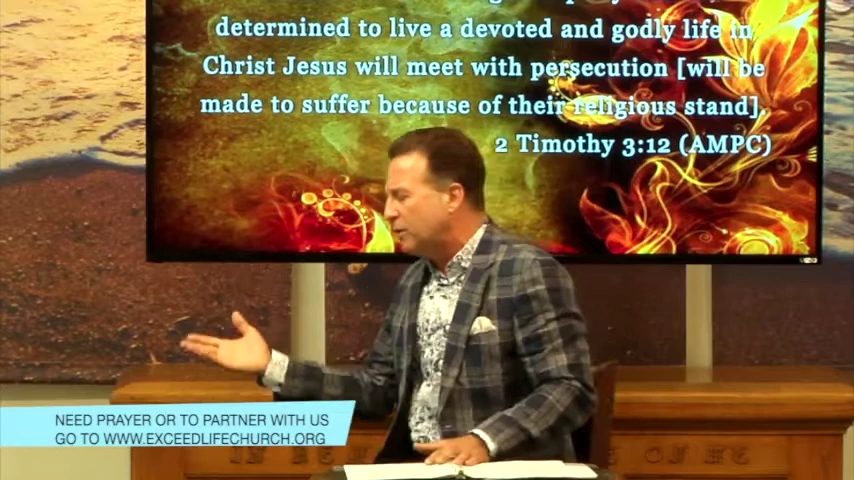 determined to live a devoted and godly life in
Christ Jesus will meet with persecution [will be
made to suffer because of their religious stand].
2 Timothy 3:12 (AMPC)
NEED PRAYER OR TO PARTNER WITH US
GO TO WWW.EXCEEDLIFECHURCH.ORG